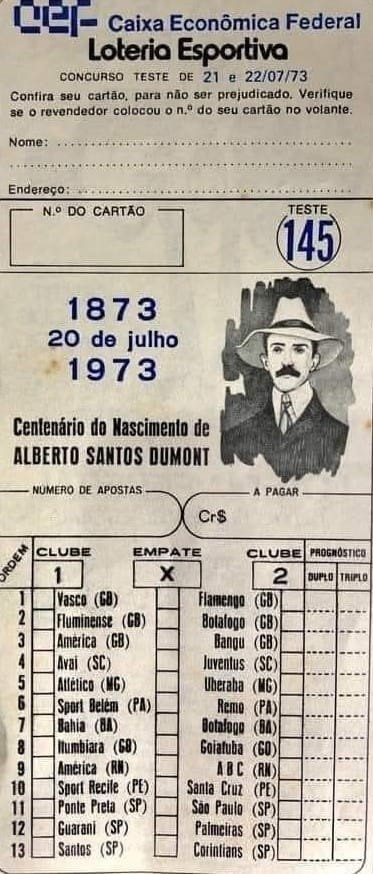 CEF Caixa Econômica Federal
Loteria Esportiva
CONCURSO TESTE DE 21 e 22/07/73
Confira seu cartão, para não ser prejudicado. Verifique
se o revendedor colocou o n.º do seu cartão no volante.
Nome:
Endereço:
N.º DO CARTÃO
TESTE
145
1873
20 de julho
1973
Centenário do Nascimento de
ALBERTO SANTOS DUMONT
NÚMERO DE APOSTAS
A PAGAR
Cr$
ORDEM CLUBE EMPATE CLUBE PROGNÓSTICO
1 X 2 DUPLO TRIPLO
1 Vasco (GB) Flamengo (GB)
2 Fluminense (GB) Botafogo (GB)
3 América (GB) Bangu (GB)
4 Avaí (SC) Juventus (SC)
5 Atlético (MG) Uberaba (MG)
6 Sport Belém (PA) Remo (PA)
7 Bahia (BA) Botafogo (BA)
8 Itumbiara (GO) Goiatuba (GO)
9 América (RN) A B C (RN)
10 Sport Recife (PE) Santa Cruz (PE)
11 Ponte Preta (SP) São Paulo (SP)
12 Guarani (SP) Palmeiras (SP)
13 Santos (SP) Corintians (SP)